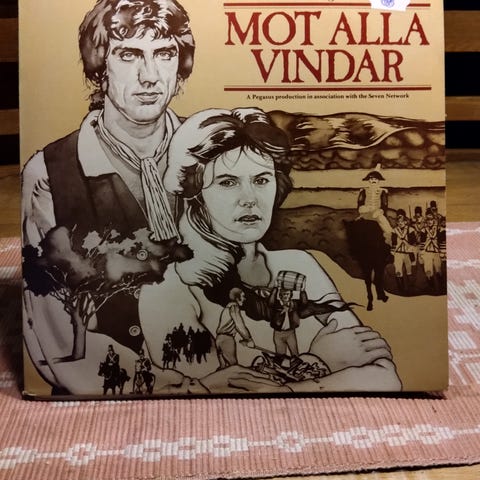 MOT ALLA
VINDAR
A Pegasus production in association with the Seven Network